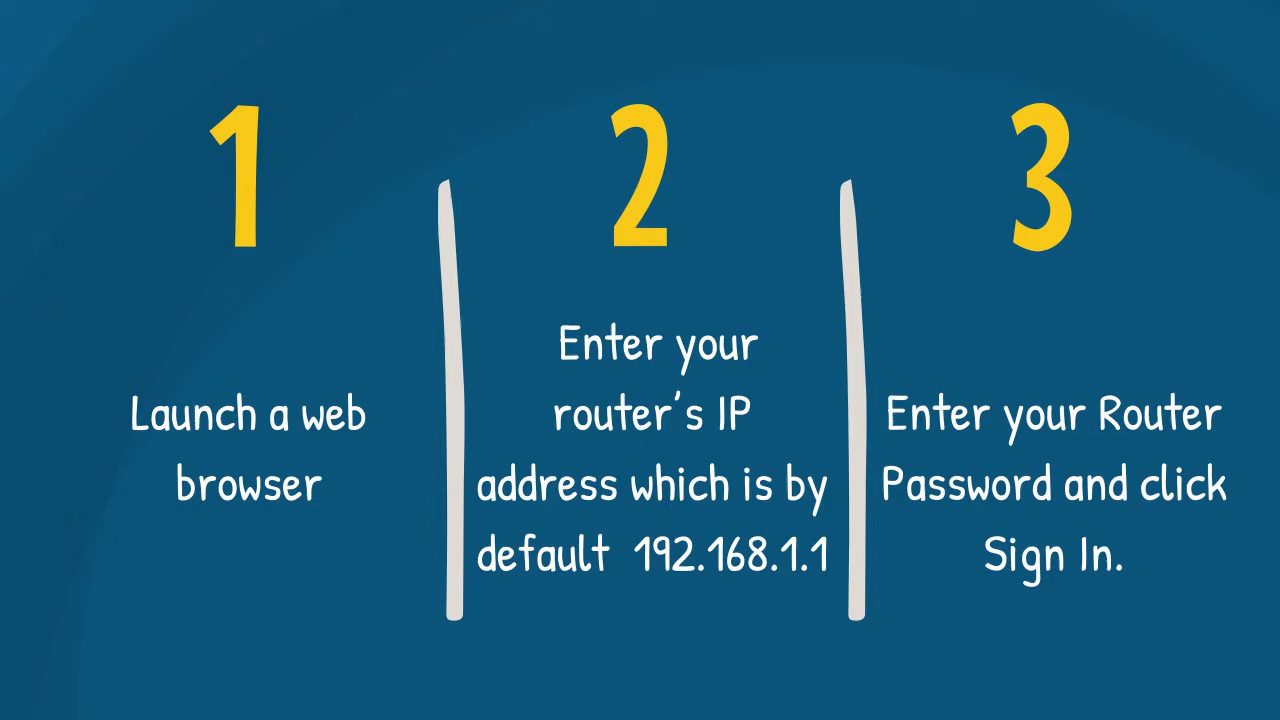 1
Launch a web
browser
2
Enter your
router's IP
address which is by
default 192.168.1.1
3
Enter your Router
Password and click
Sign In.